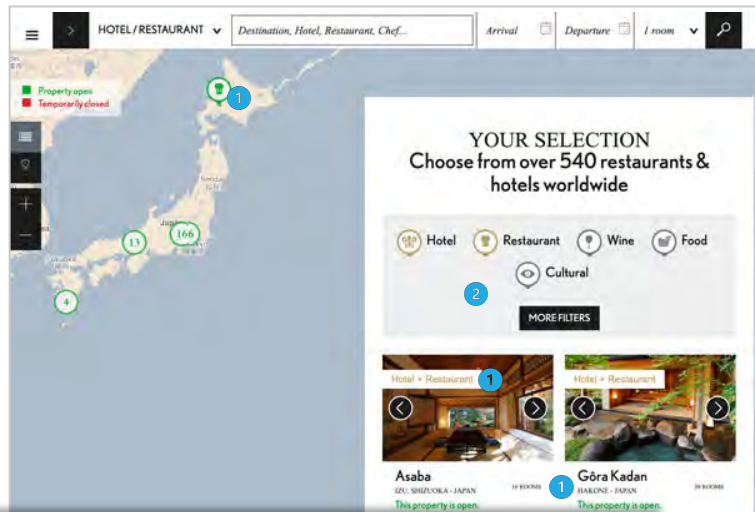 HOTEL/RESTAURANT
Destination, Hotel, Restaurant, Chef...
Arrival
Departure
1 room
Property open
Temporarily closed
1
13
166
4
YOUR SELECTION
Choose from over 540 restaurants &
hotels worldwide
Hotel
Restaurant
Wine
Food
Cultural
2
MORE FILTERS
Hotel + Restaurant
1
Hotel + Restaurant
Asaba
IZU, SHIZUOKA - JAPAN
ROOMS
This property is open.
1
Gôra Kadan
HAKONE - JAPAN
ROOMS
This property is open.